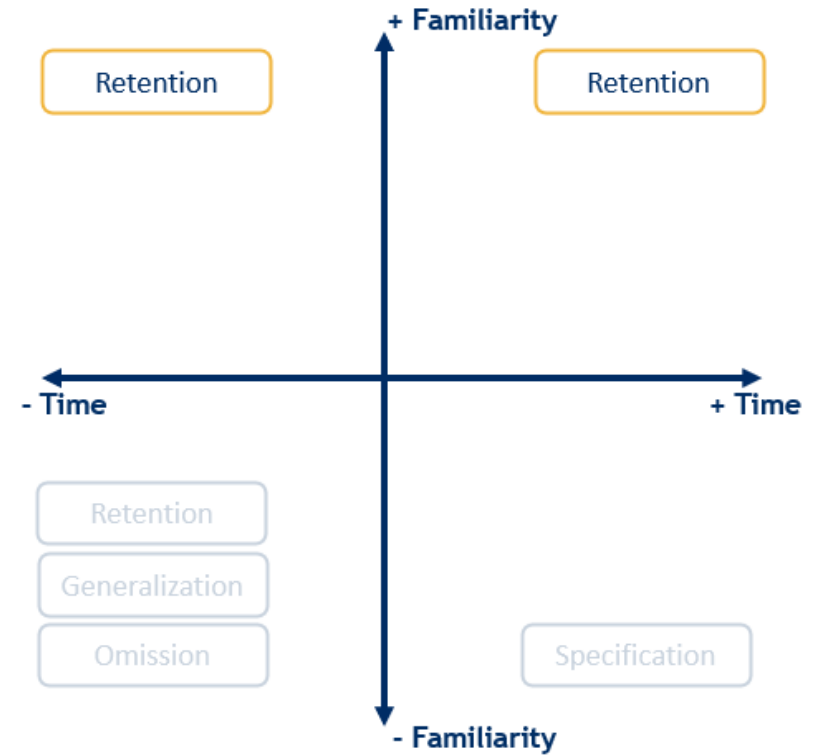 + Familiarity
Retention
Retention
- Time
+ Time
Retention
Generalization
Omission
Specification
- Familiarity